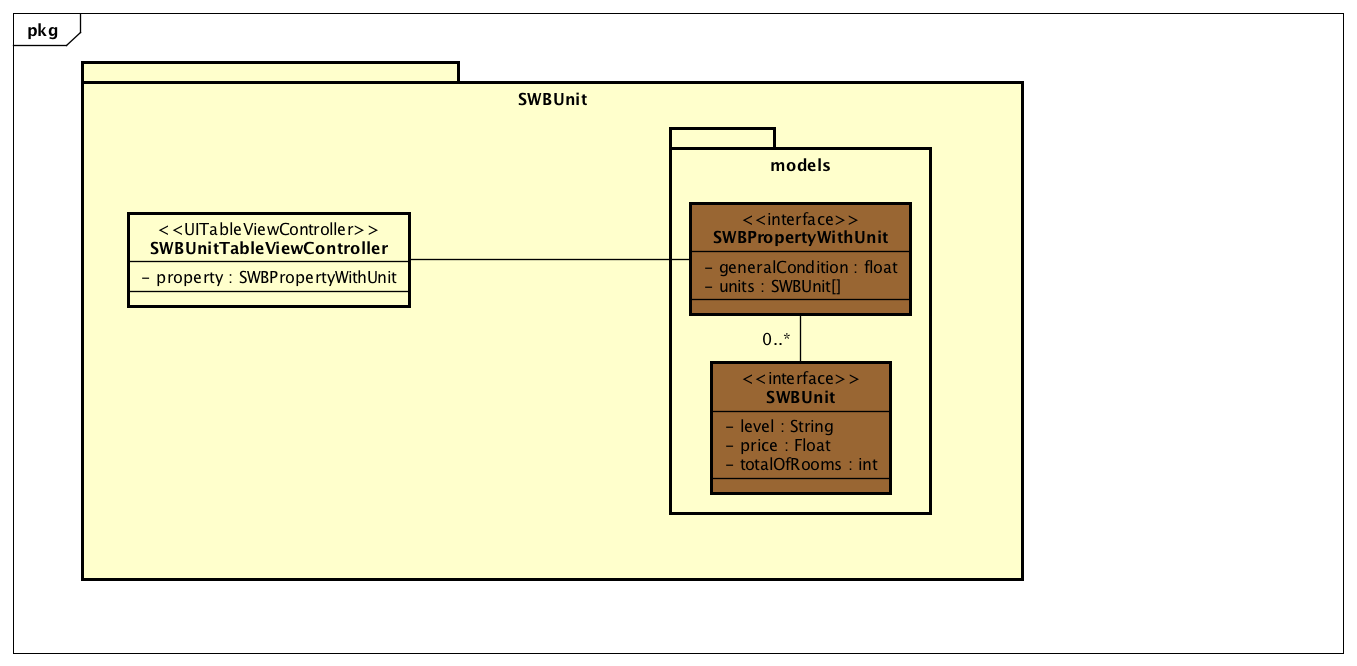 pkg
SWBUnit
models
<<UITableViewController>>
SWBUnitTableViewController
- property : SWBPropertyWithUnit
<<interface>>
SWBPropertyWithUnit
- generalCondition : float
- units : SWBUnit[]
0..*
<<interface>>
SWBUnit
- level : String
- price : Float
- totalOfRooms : int